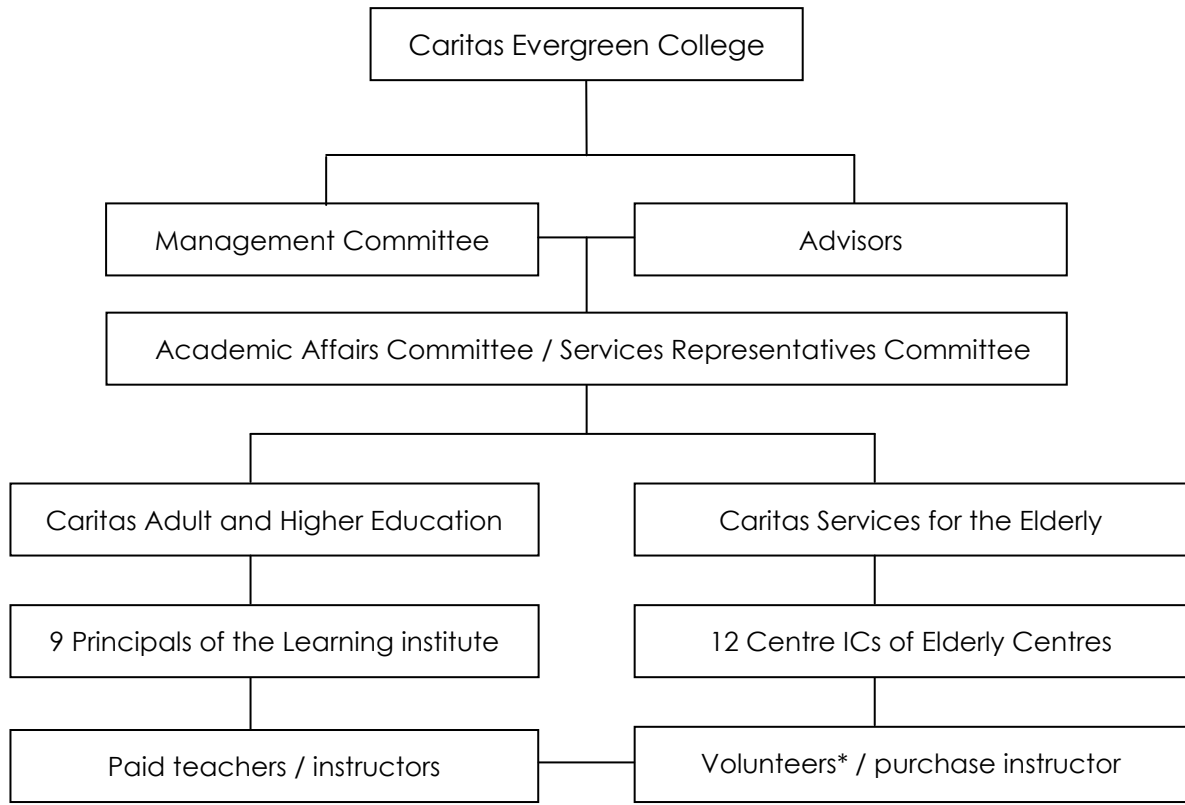 Caritas Evergreen College
Management Committee
Advisors
Academic Affairs Committee / Services Representatives Committee
Caritas Adult and Higher Education
Caritas Services for the Elderly
9 Principals of the Learning institute
12 Centre ICs of Elderly Centres
Paid teachers / instructors
Volunteers* / purchase instructor